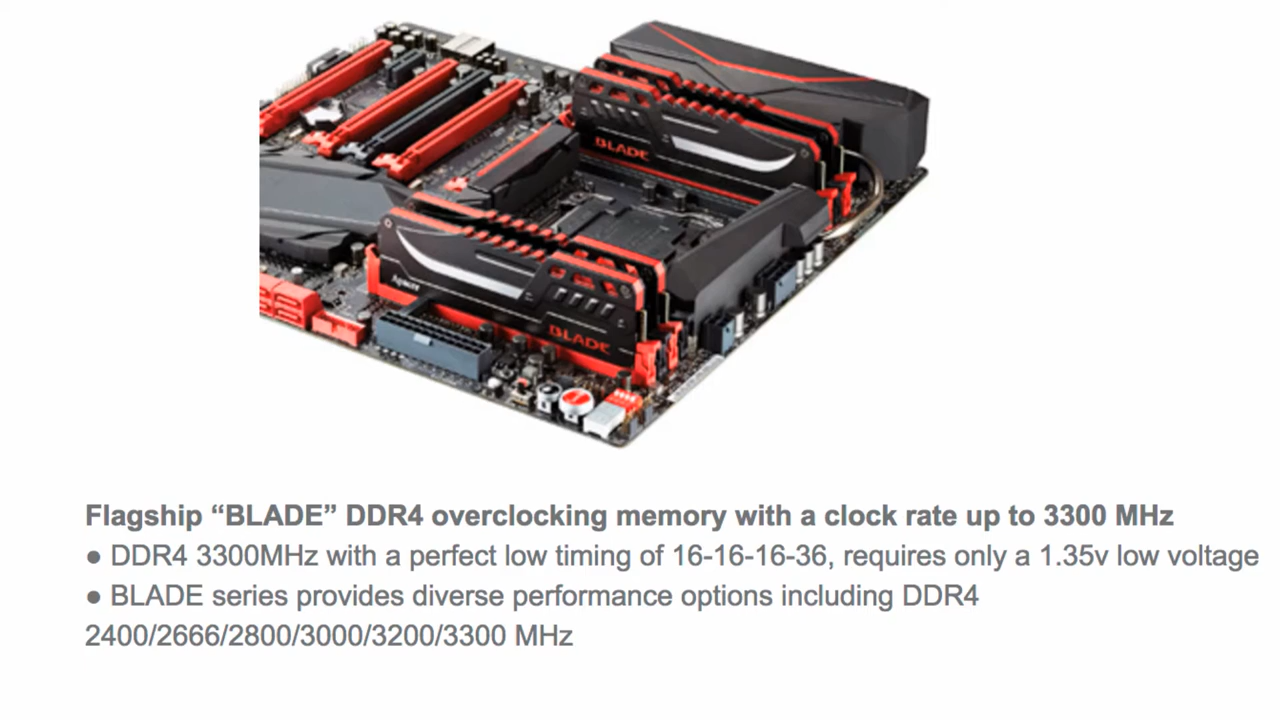 BLADE
Apacer
BLADE
Flagship “BLADE” DDR4 overclocking memory with a clock rate up to 3300 MHz
● DDR4 3300MHz with a perfect low timing of 16-16-16-36, requires only a 1.35v low voltage
● BLADE series provides diverse performance options including DDR4
2400/2666/2800/3000/3200/3300 MHz